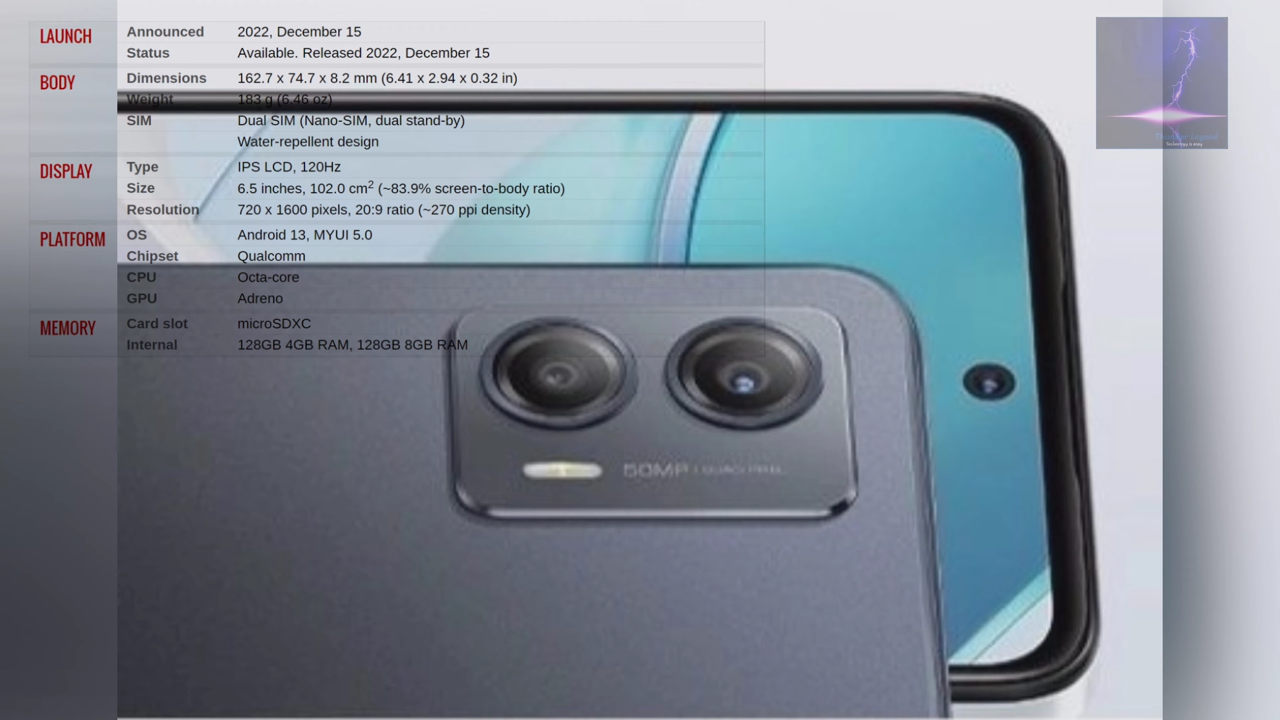 LAUNCH Announced 2022, December 15
Status Available. Released 2022, December 15
BODY Dimensions 162.7 x 74.7 x 8.2 mm (6.41 x 2.94 x 0.32 in)
Weight 183 g (6.46 oz)
SIM Dual SIM (Nano-SIM, dual stand-by)
Water-repellent design
DISPLAY Type IPS LCD, 120Hz
Size 6.5 inches, 102.0 cm2 (~83.9% screen-to-body ratio)
Resolution 720 x 1600 pixels, 20:9 ratio (~270 ppi density)
PLATFORM OS Android 13, MYUI 5.0
Chipset Qualcomm
CPU Octa-core
GPU Adreno
MEMORY Card slot microSDXC
Internal 128GB 4GB RAM, 128GB 8GB RAM
50MP | QUAD PIXEL